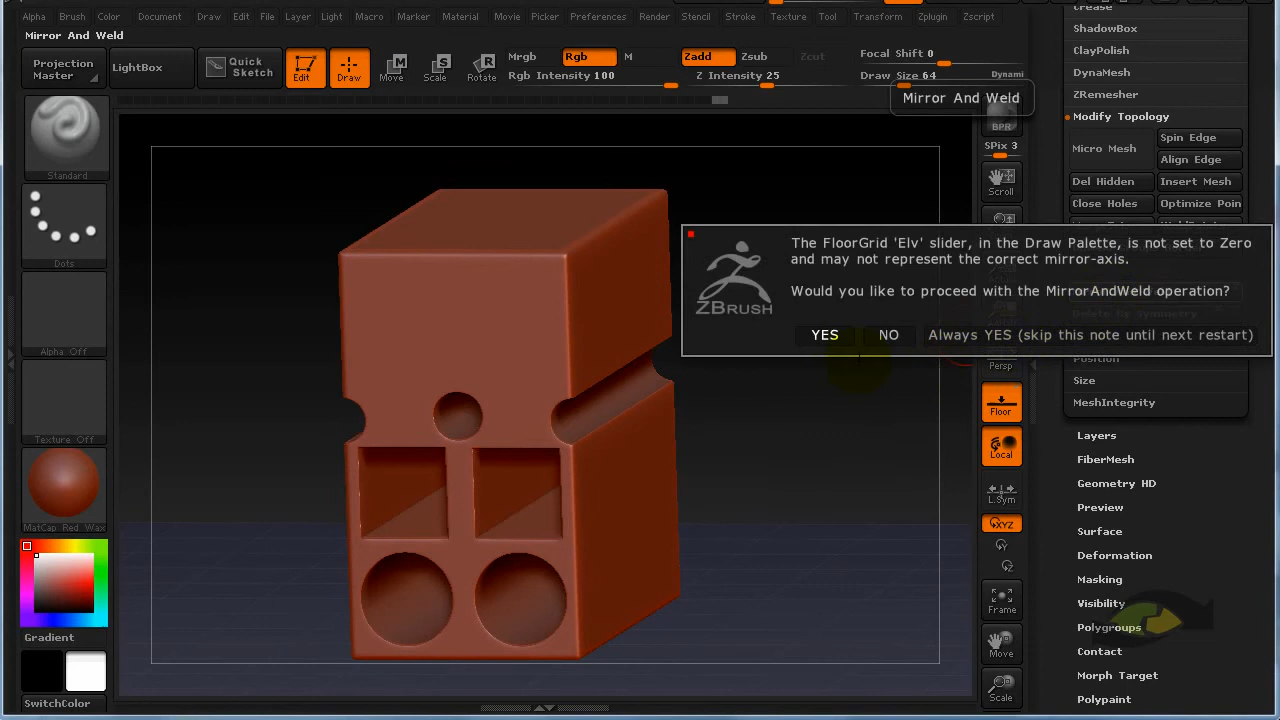 Alpha Brush Color Document Draw Edit File Layer Light Macro Marker Material Movie Picker Preferences Render Stencil Stroke Texture Tool Transform Zplugin Zscript
Mirror And Weld
Projection Master
LightBox
Quick Sketch
Edit
Draw
Move
Scale
Rotate
Mrgb Rgb M
Rgb Intensity 100
Zadd Zsub Zcut
Z Intensity 25
Focal Shift 0
Draw Size 64
Dynami
Mirror And Weld
Standard
Dots
Alpha Off
Texture Off
MatCap Red Wax
Gradient
SwitchColor
BPR
SPix 3
Scroll
Persp
Floor
Local
L.Sym
XYZ
Frame
Move
Scale
The FloorGrid 'Elv' slider, in the Draw Palette, is not set to Zero
and may not represent the correct mirror-axis.
Would you like to proceed with the MirrorAndWeld operation?
YES NO Always YES (skip this note until next restart)
ZBRUSH
Crease
ShadowBox
ClayPolish
DynaMesh
ZRemesher
Modify Topology
Micro Mesh
Spin Edge
Align Edge
Del Hidden
Insert Mesh
Close Holes
Optimize Poin
Delete By Symmetry
Position
Size
MeshIntegrity
Layers
FiberMesh
Geometry HD
Preview
Surface
Deformation
Masking
Visibility
Polygroups
Contact
Morph Target
Polypaint